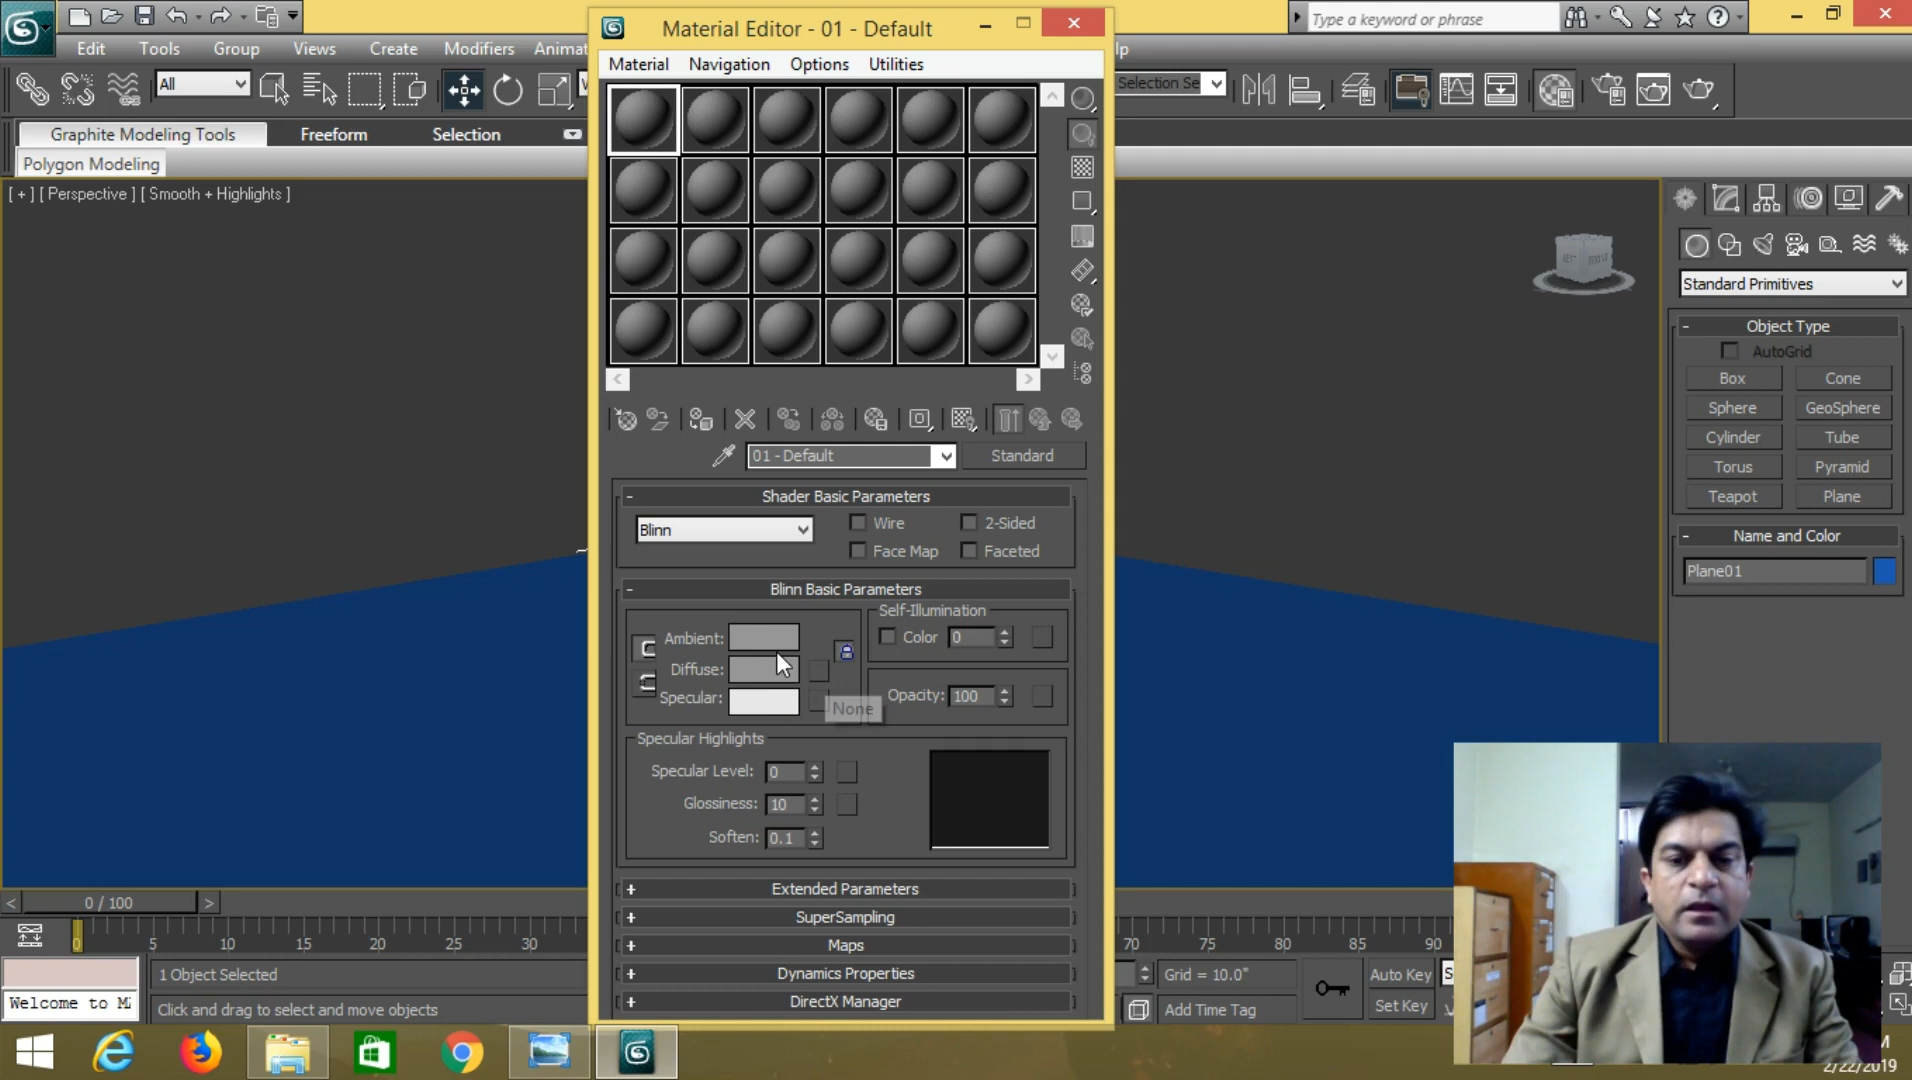 Material Editor - 01 - Default
Type a keyword or phrase
Edit Tools Group Views Create Modifiers Animat
lp
Material Navigation Options Utilities
All
Selection Se
Graphite Modeling Tools Freeform Selection
Polygon Modeling
[ + ] [ Perspective ] [ Smooth + Highlights ]
Standard Primitives
Object Type
AutoGrid
Box Cone
Sphere GeoSphere
Cylinder Tube
Torus Pyramid
Teapot Plane
Name and Color
Plane01
01 - Default
Standard
Shader Basic Parameters
Blinn
Wire 2-Sided
Face Map Faceted
Blinn Basic Parameters
Self-Illumination
Ambient:
Color 0
Diffuse:
Specular:
Opacity: 100
None
Specular Highlights
Specular Level: 0
Glossiness: 10
Soften: 0.1
Extended Parameters
SuperSampling
Maps
Dynamics Properties
DirectX Manager
0 / 100
0 5 10 15 20 25 30 70 75 80 85 90
1 Object Selected
Grid = 10.0"
Auto Key
Welcome to M
Click and drag to select and move objects
Add Time Tag
Set Key
M
2/22/2019